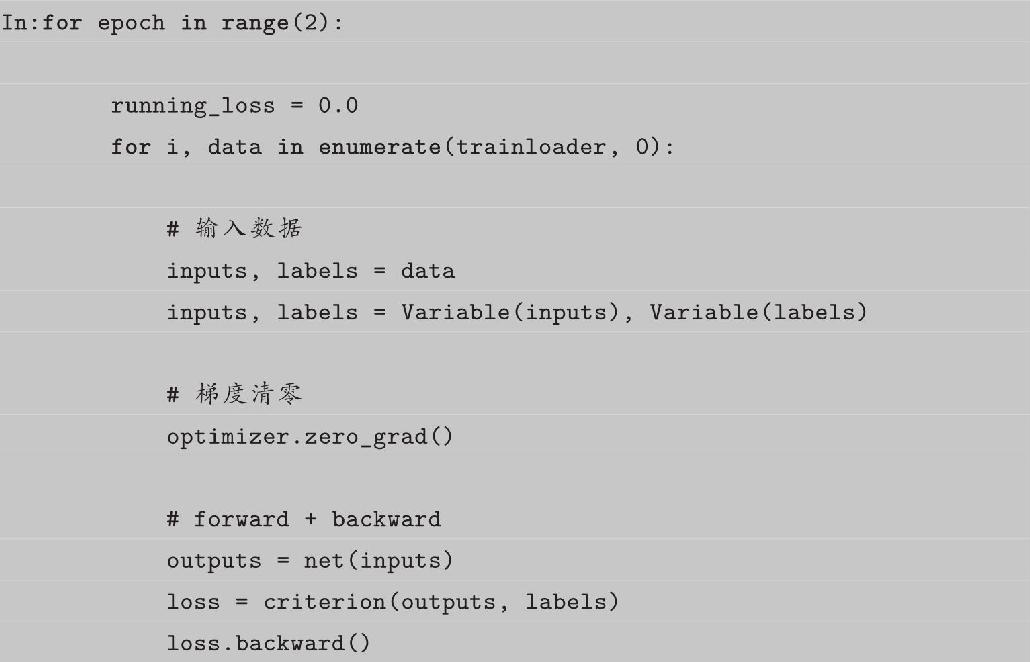 In:for epoch in range(2):
running_loss = 0.0
for i, data in enumerate(trainloader, 0):
# 输入数据
inputs, labels = data
inputs, labels = Variable(inputs), Variable(labels)
# 梯度清零
optimizer.zero_grad()
# forward + backward
outputs = net(inputs)
loss = criterion(outputs, labels)
loss.backward()